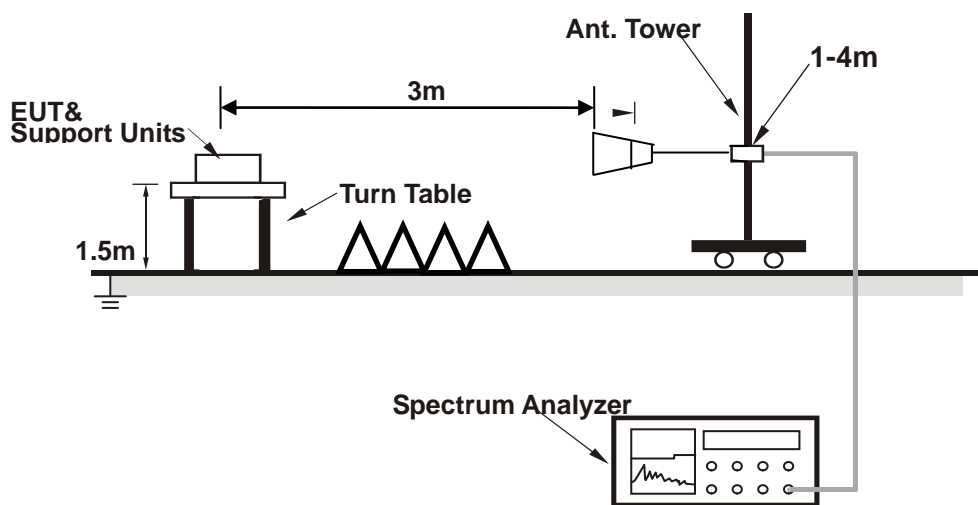 Ant. Tower
1-4m
3m
EUT&
Support Units
Turn Table
1.5m
Spectrum Analyzer